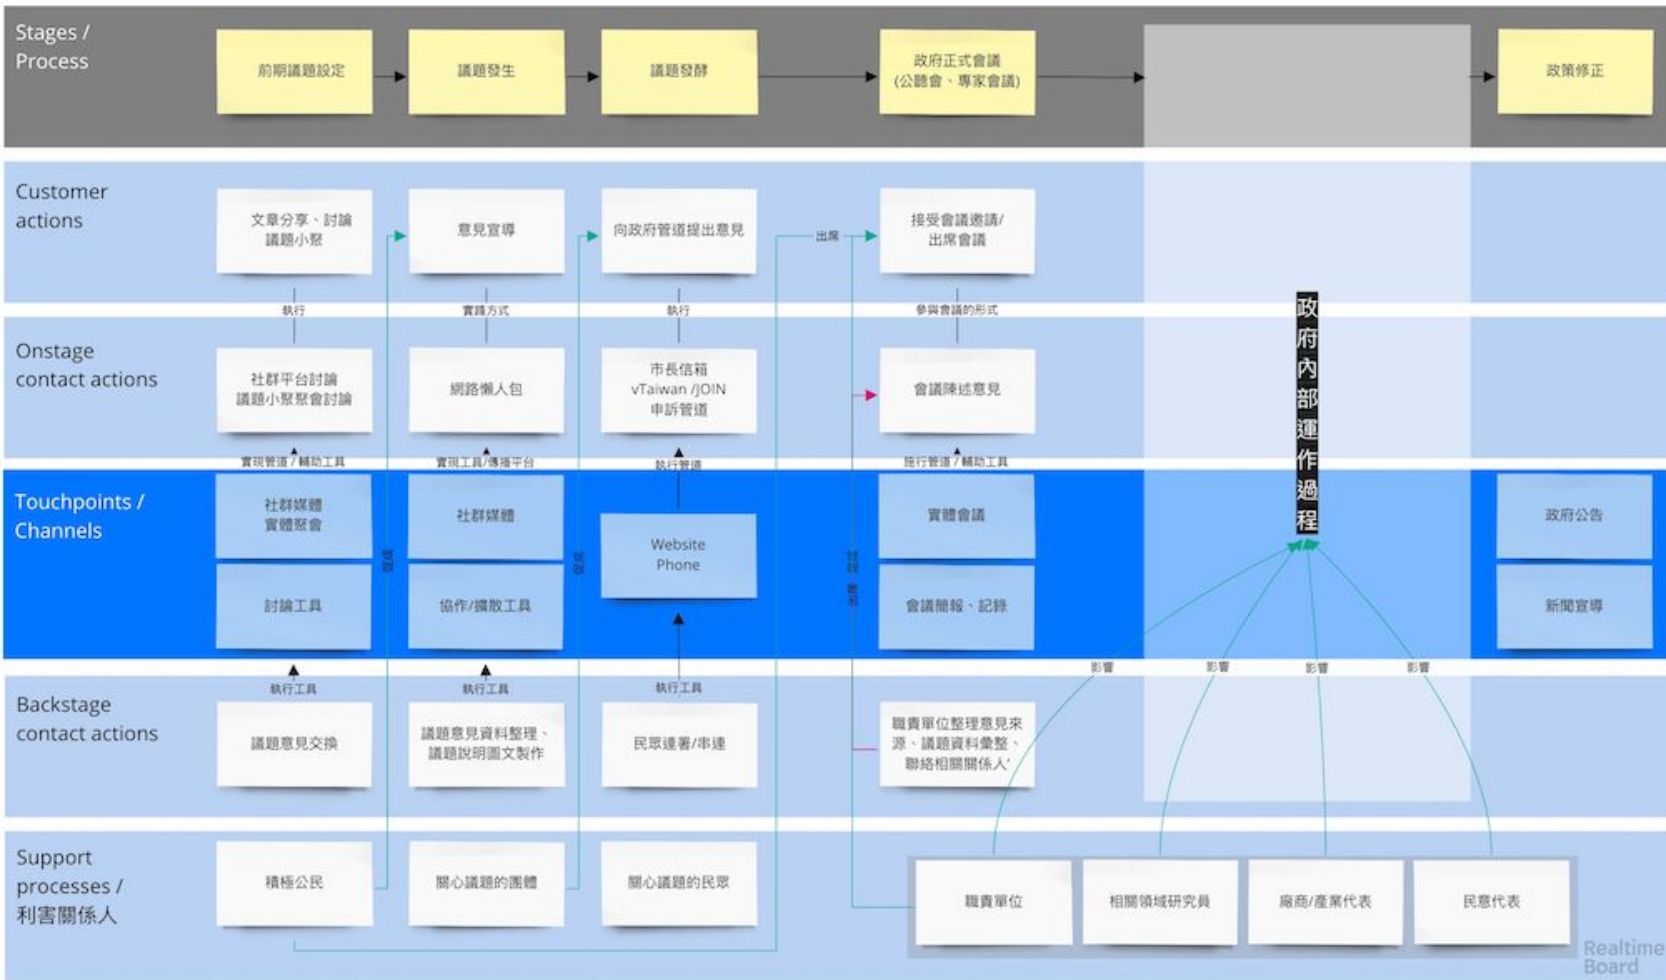 Stages /
Process
前期議題設定
議題發生
議題發酵
政府正式會議
(公聽會、專家會議)
政策修正
Customer
actions
文章分享、討論
議題小聚
意見宣導
向政府管道提出意見
出席
接受會議邀請/
出席會議
執行
實踐方式
執行
參與會議的形式
Onstage
contact actions
社群平台討論
議題小聚聚會討論
網路懶人包
市長信箱
vTaiwan /JOIN
申訴管道
會議陳述意見
政府內部運作過程
實現管道 / 輔助工具
實現工具/傳播平台
執行管道
施行管道 / 輔助工具
Touchpoints /
Channels
社群媒體
實體聚會
社群媒體
Website
Phone
實體會議
政府公告
促成
促成
出席
討論工具
協作/擴散工具
會議簡報、記錄
新聞宣導
影響
影響
影響
影響
執行工具
執行工具
執行工具
Backstage
contact actions
議題意見交換
議題意見資料整理、
議題說明圖文製作
民眾連署/串連
職責單位整理意見來
源、議題資料彙整、
聯絡相關關係人'
Support
processes /
利害關係人
積極公民
關心議題的團體
關心議題的民眾
職責單位
相關領域研究員
廠商/產業代表
民意代表
Realtime
Board